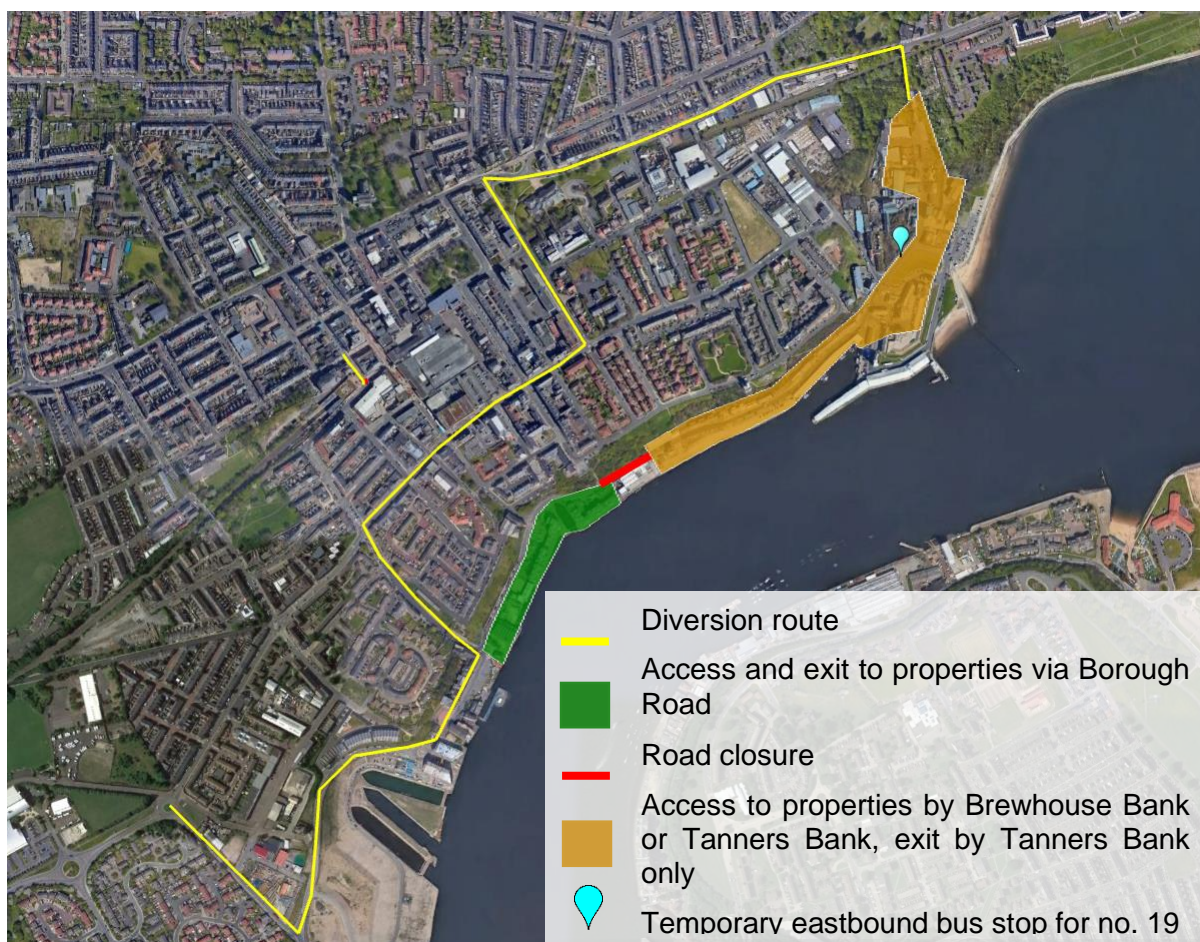 Diversion route
Access and exit to properties via Borough
Road
Road closure
Access to properties by Brewhouse Bank
or Tanners Bank, exit by Tanners Bank
only
Temporary eastbound bus stop for no. 19